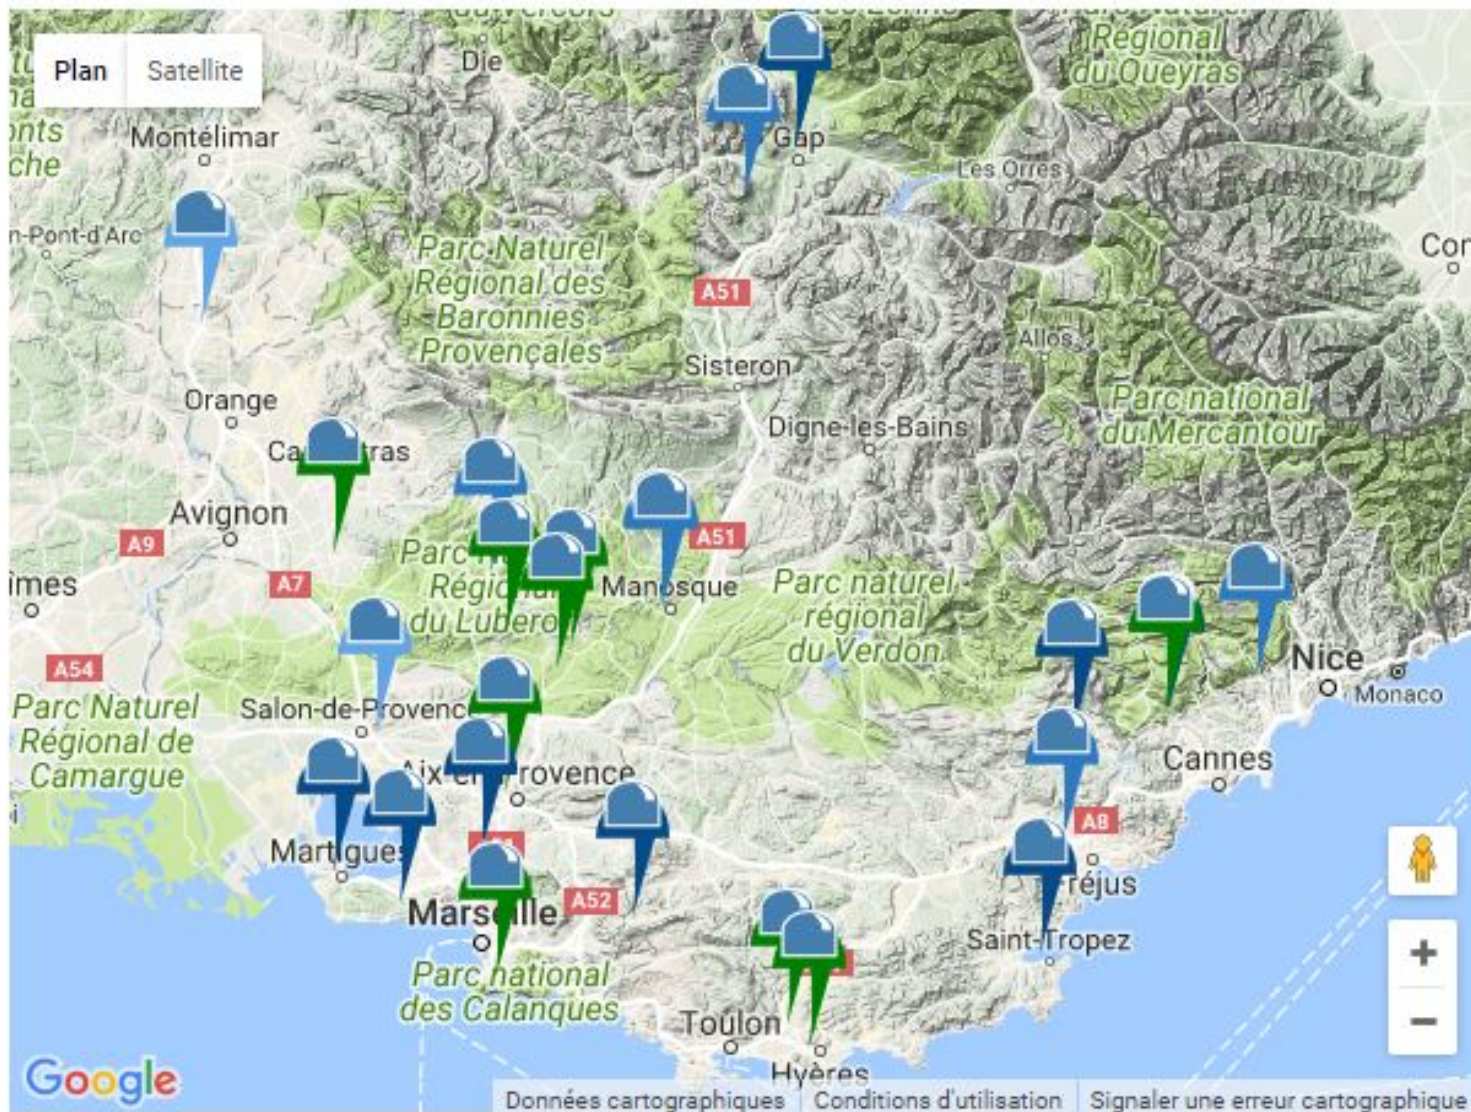 Régional
du Queyras
Plan
Satellite
Die
Montélimar
Gap
Les Orres
Parc Naturel
Régional des
Baronnies
Provençales
A51
Sisteron
Allos
Orange
Parc national
du Mercantour
Digne-les-Bains
Avignon
A9
A51
A7
Manosque
Parc naturel
régional
du Verdon
A54
Nice
Monaco
Parc Naturel
Régional de
Camargue
Cannes
A8
Martigues
A52
Marseille
Saint-Tropez
Parc national
des Calanques
Toulon
Hyères
Google
Données cartographiques
Conditions d'utilisation
Signaler une erreur cartographique